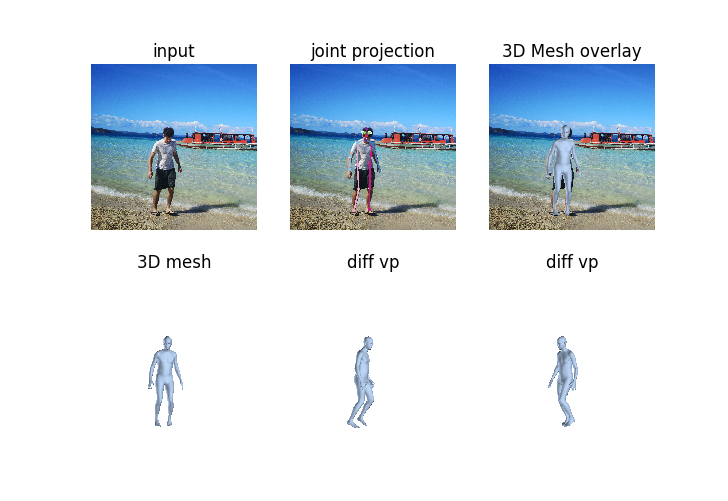 input
joint projection
3D Mesh overlay
3D mesh
diff vp
diff vp